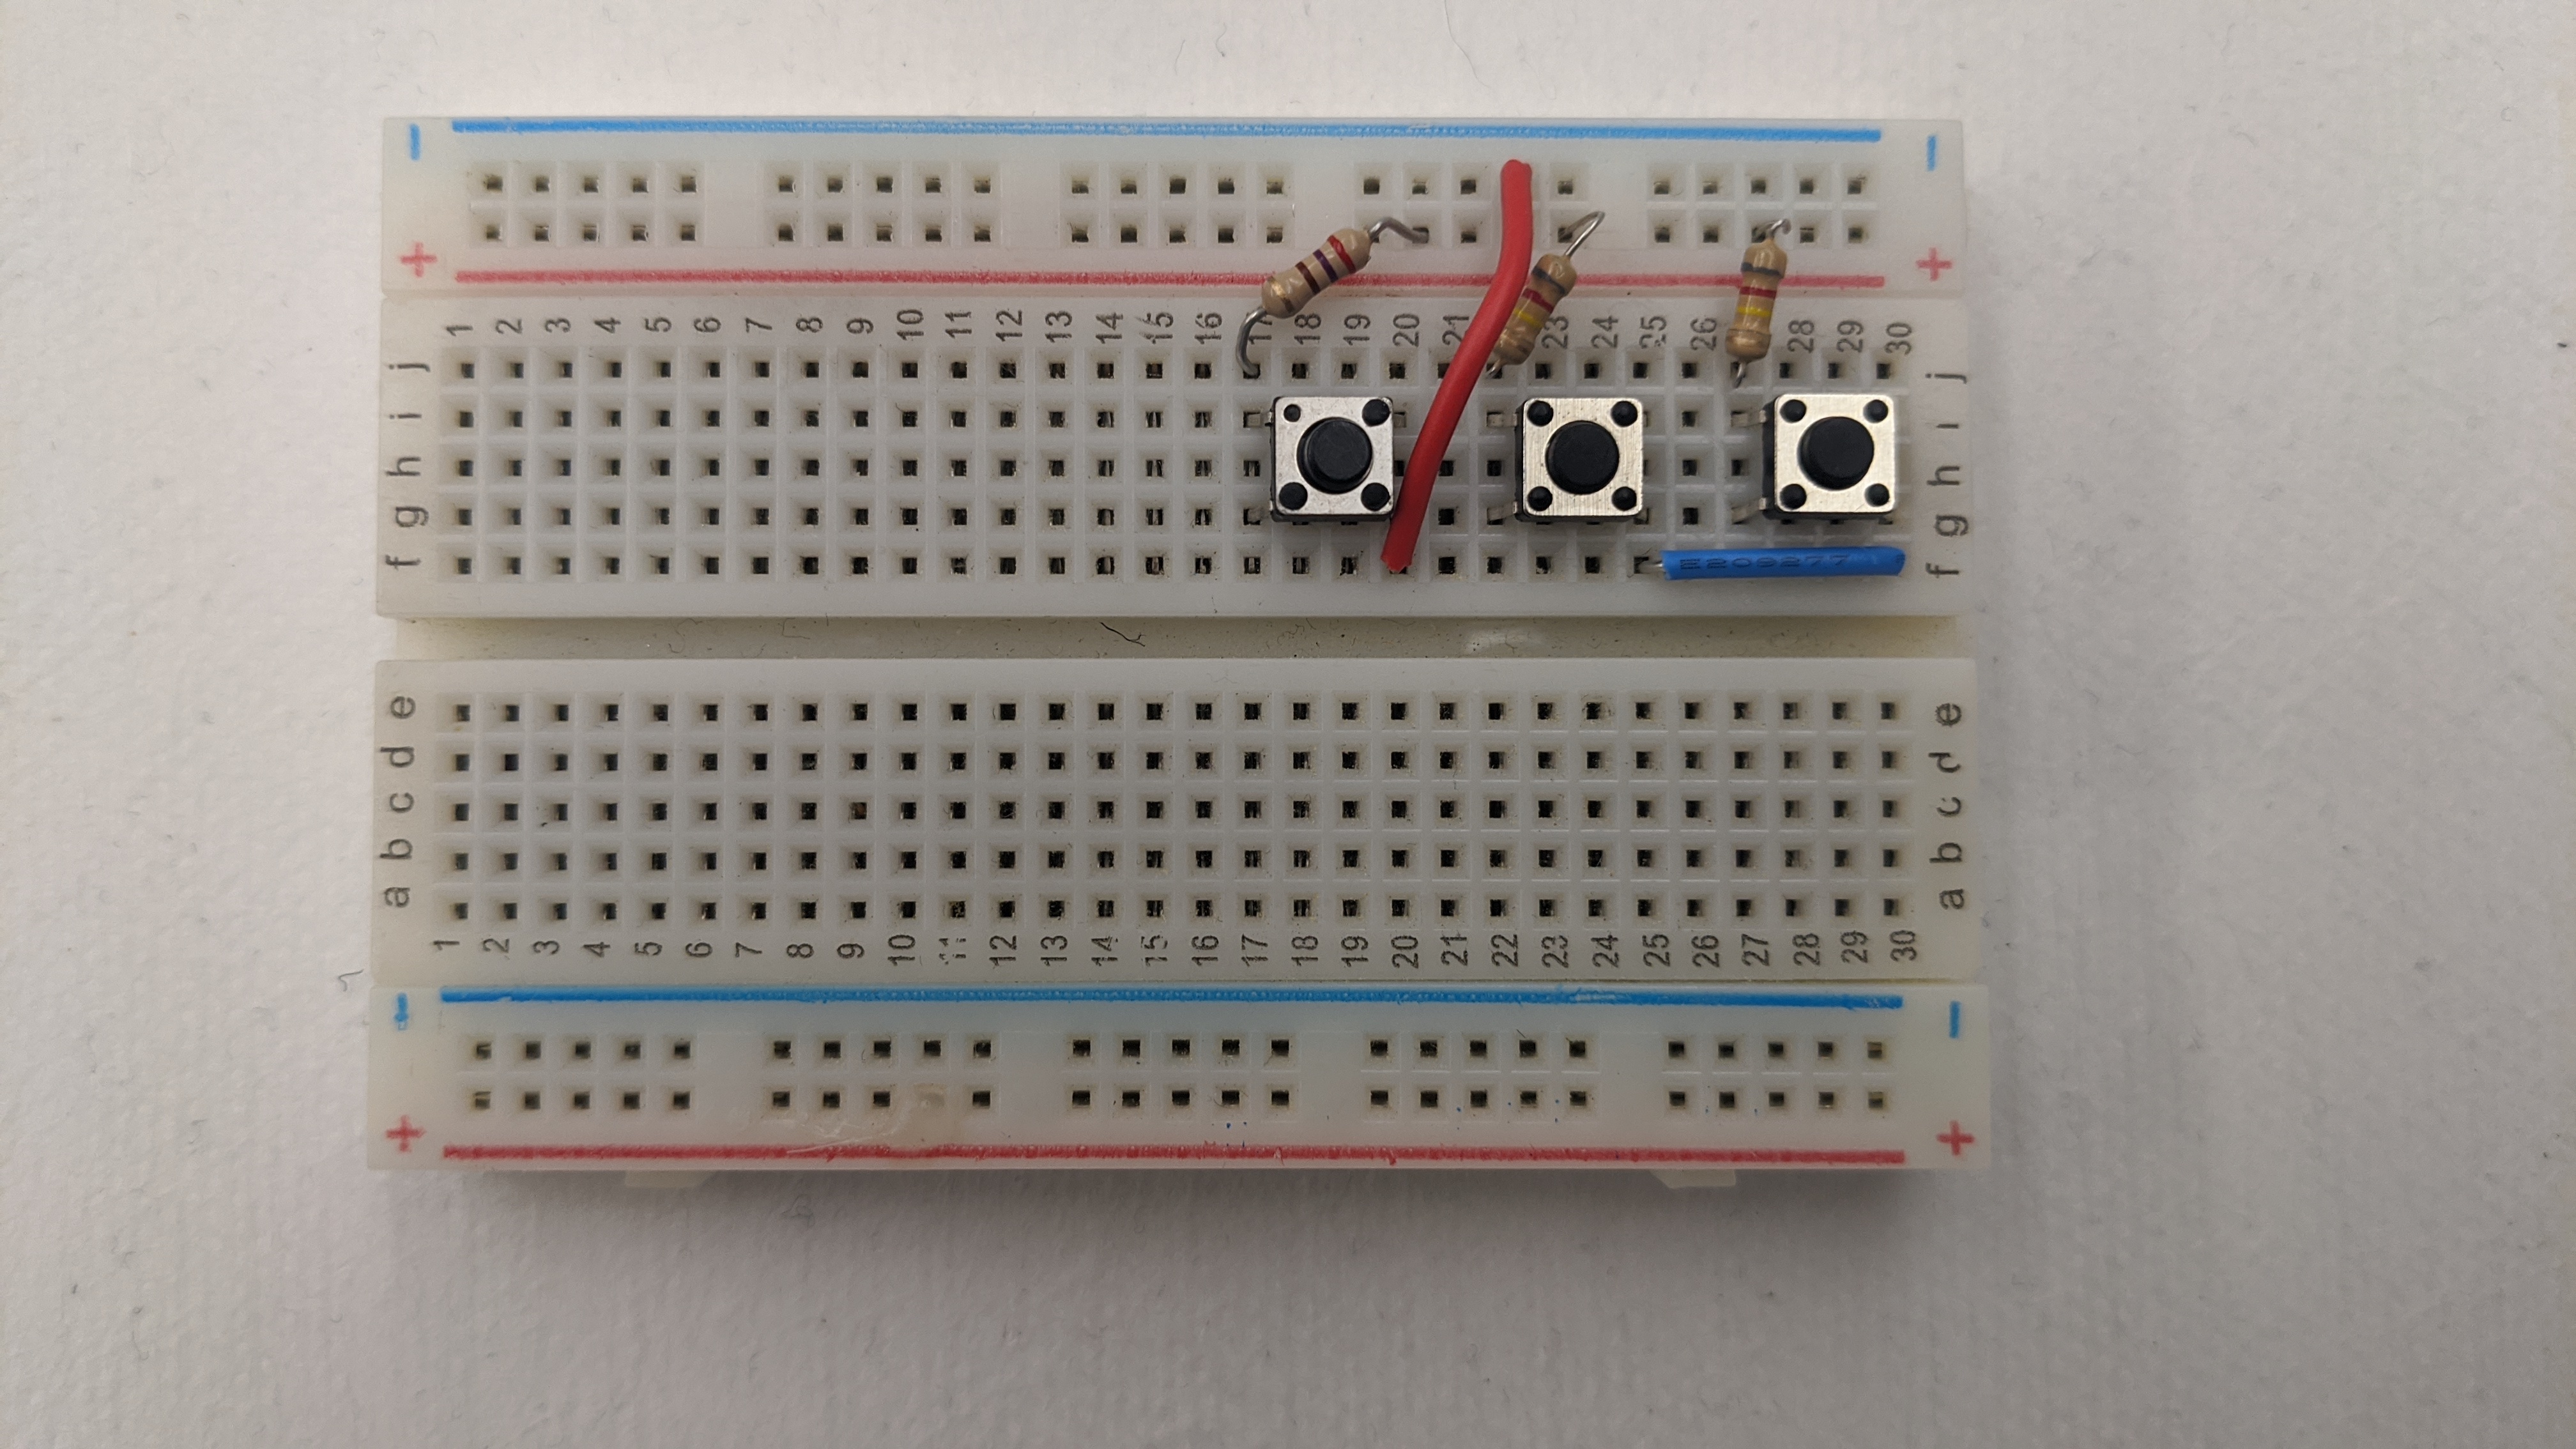 − −
+ +
1 2 3 4 5 6 7 8 9 10 11 12 13 14 15 16 17 18 19 20 21 23 24 25 26 28 29 30
j j
i i
h h
g g
f E209277 f
e e
d d
c c
b b
a a
1 2 3 4 5 6 7 8 9 10 11 12 13 14 15 16 17 18 19 20 21 22 23 24 25 26 27 28 29 30
− −
+ +